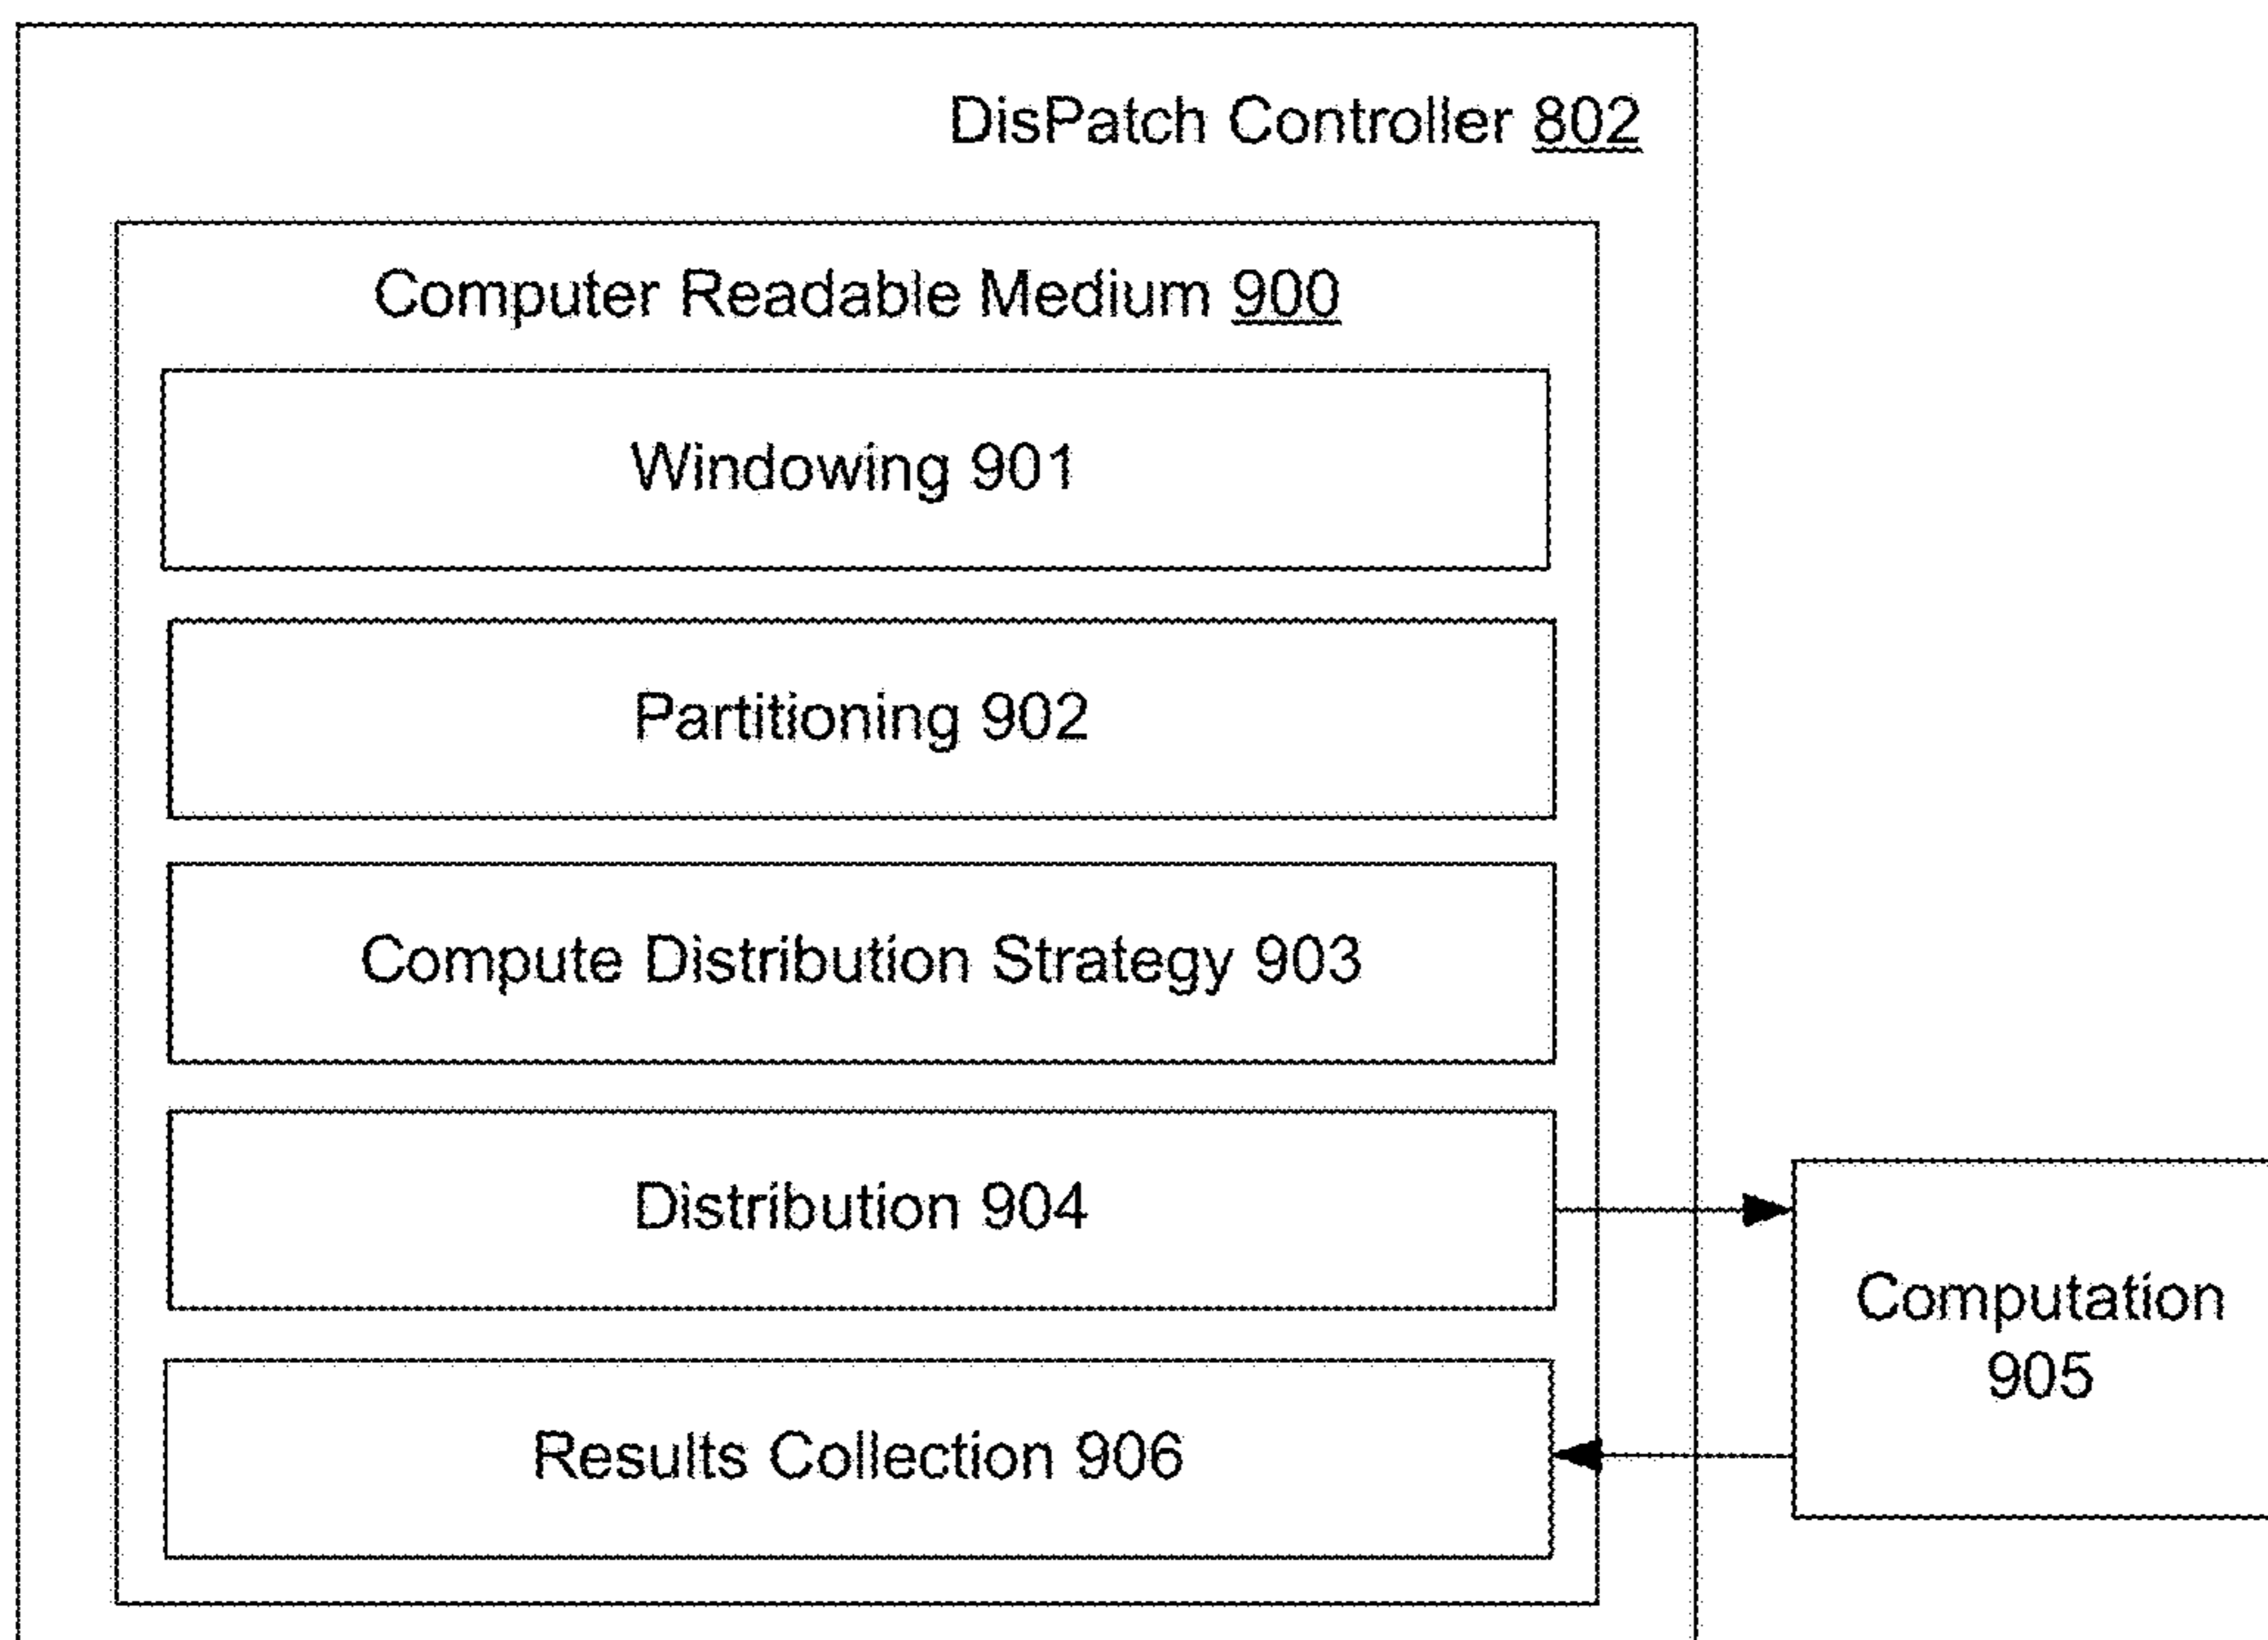 DisPatch Controller 802
Computer Readable Medium 900
Windowing 901
Partitioning 902
Compute Distribution Strategy 903
Distribution 904
Computation
905
Results Collection 906